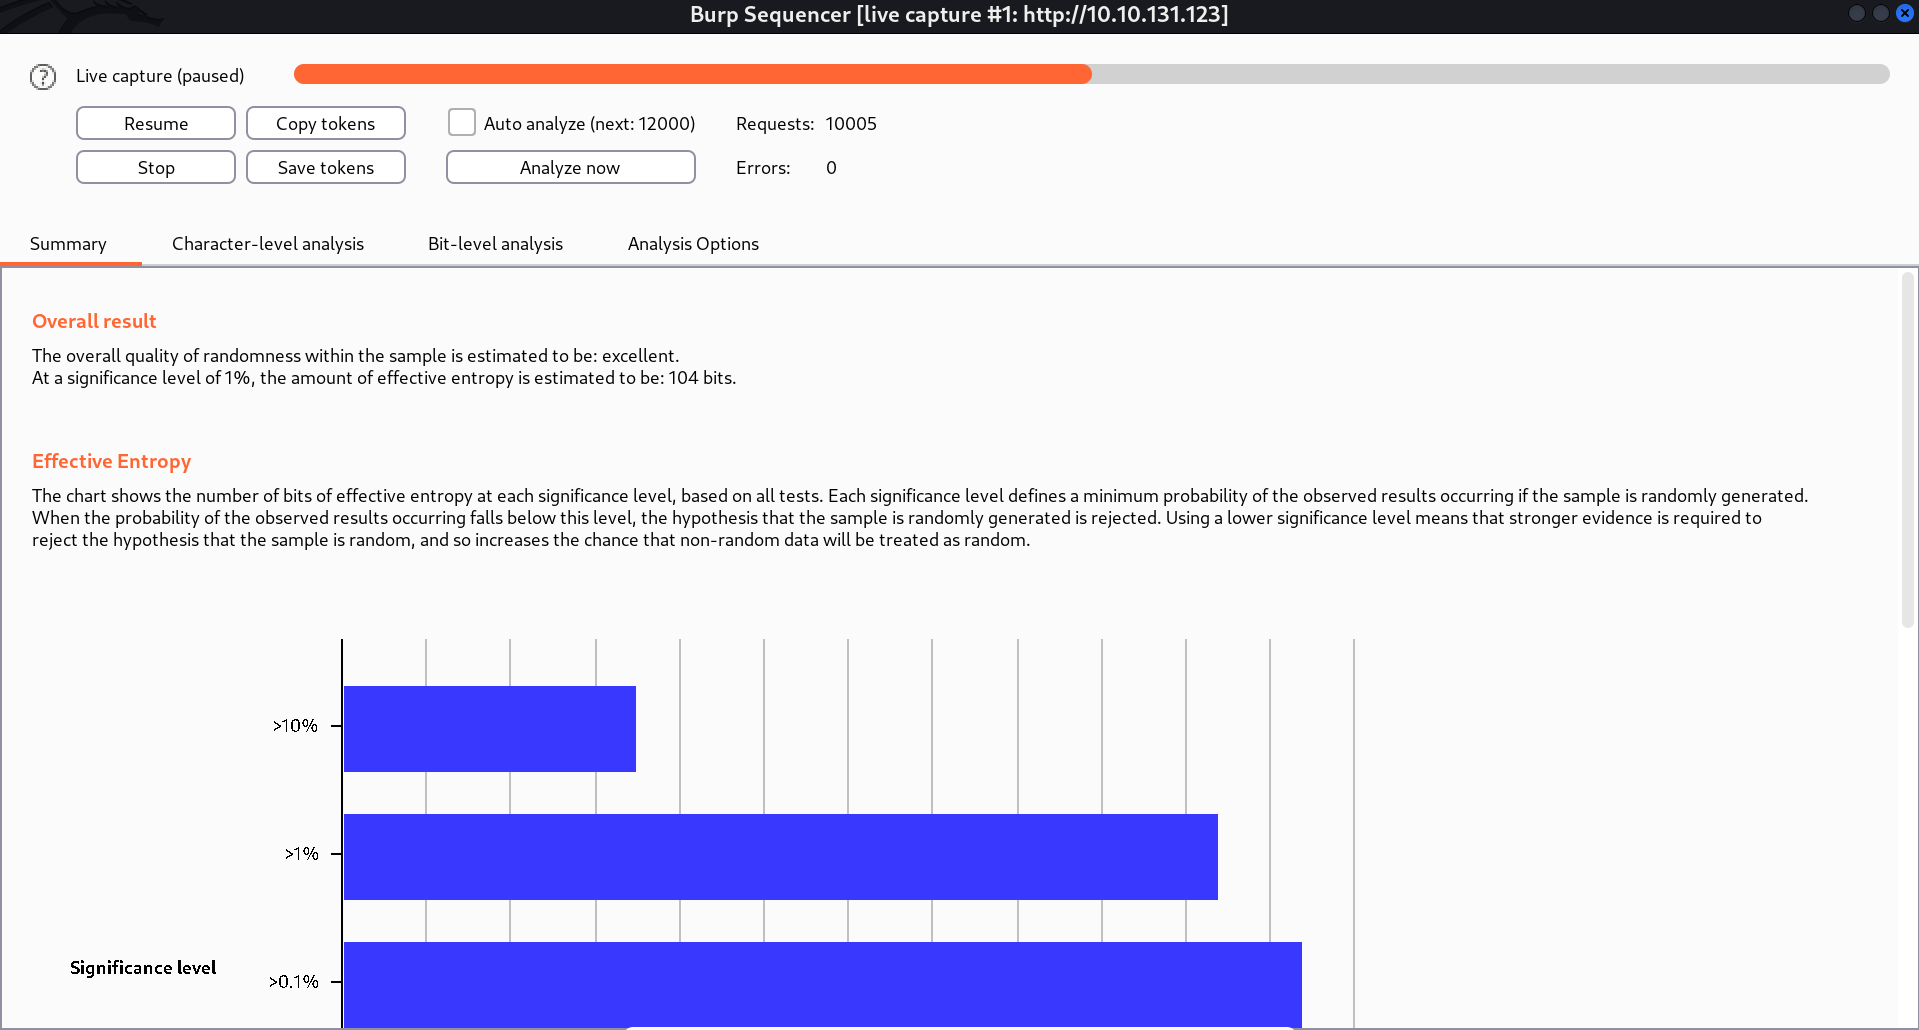 Burp Sequencer [live capture #1: http://10.10.131.123]
? Live capture (paused)
Resume Copy tokens Auto analyze (next: 12000) Requests: 10005
Stop Save tokens Analyze now Errors: 0
Summary Character-level analysis Bit-level analysis Analysis Options
Overall result
The overall quality of randomness within the sample is estimated to be: excellent.
At a significance level of 1%, the amount of effective entropy is estimated to be: 104 bits.
Effective Entropy
The chart shows the number of bits of effective entropy at each significance level, based on all tests. Each significance level defines a minimum probability of the observed results occurring if the sample is randomly generated.
When the probability of the observed results occurring falls below this level, the hypothesis that the sample is randomly generated is rejected. Using a lower significance level means that stronger evidence is required to
reject the hypothesis that the sample is random, and so increases the chance that non-random data will be treated as random.
>10%
>1%
Significance level
>0.1%